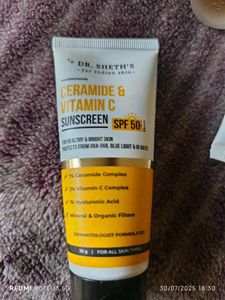 DR. SHETH'S
for indian skin
CERAMIDE &
VITAMIN C
SUNSCREEN
SPF 50
FOR HEALTHY & BRIGHT SKIN
PROTECTS FROM UVA-UVB, BLUE LIGHT & IR RAYS
1% Ceramide Complex
2% Vitamin C Complex
1% Hyaluronic Acid
Mineral & Organic Filters
DERMATOLOGIST FORMULATED
FOR ALL SKIN TYPES
REDMI NOTE 13 5G
30/07/2025 18:30